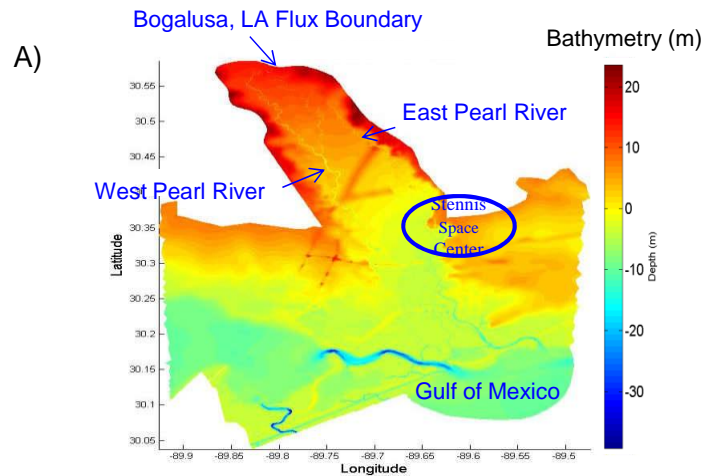 Bogalusa, LA Flux Boundary
A)
Bathymetry (m)
East Pearl River
West Pearl River
Stennis
Space
Center
Gulf of Mexico
Latitude
30.55
30.5
30.45
30.4
30.35
30.3
30.25
30.2
30.15
30.1
30.05
-89.9 -89.85 -89.8 -89.75 -89.7 -89.65 -89.6 -89.55 -89.5
Longitude
20
10
0
-10
-20
-30
Depth (m)